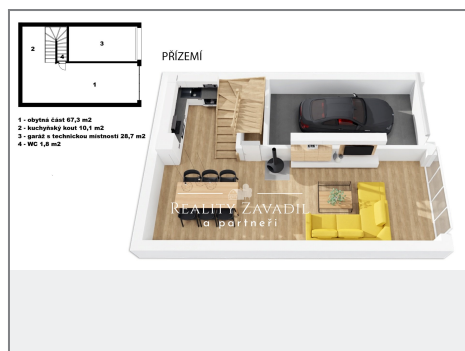 2
3
4
1
PŘÍZEMÍ
1 - obytná část 67,3 m2
2 - kuchyňský kout 10,1 m2
3 - garáž s technickou místností 28,7 m2
4 - WC 1,8 m2
REALITY ZAVADIL
a partneři